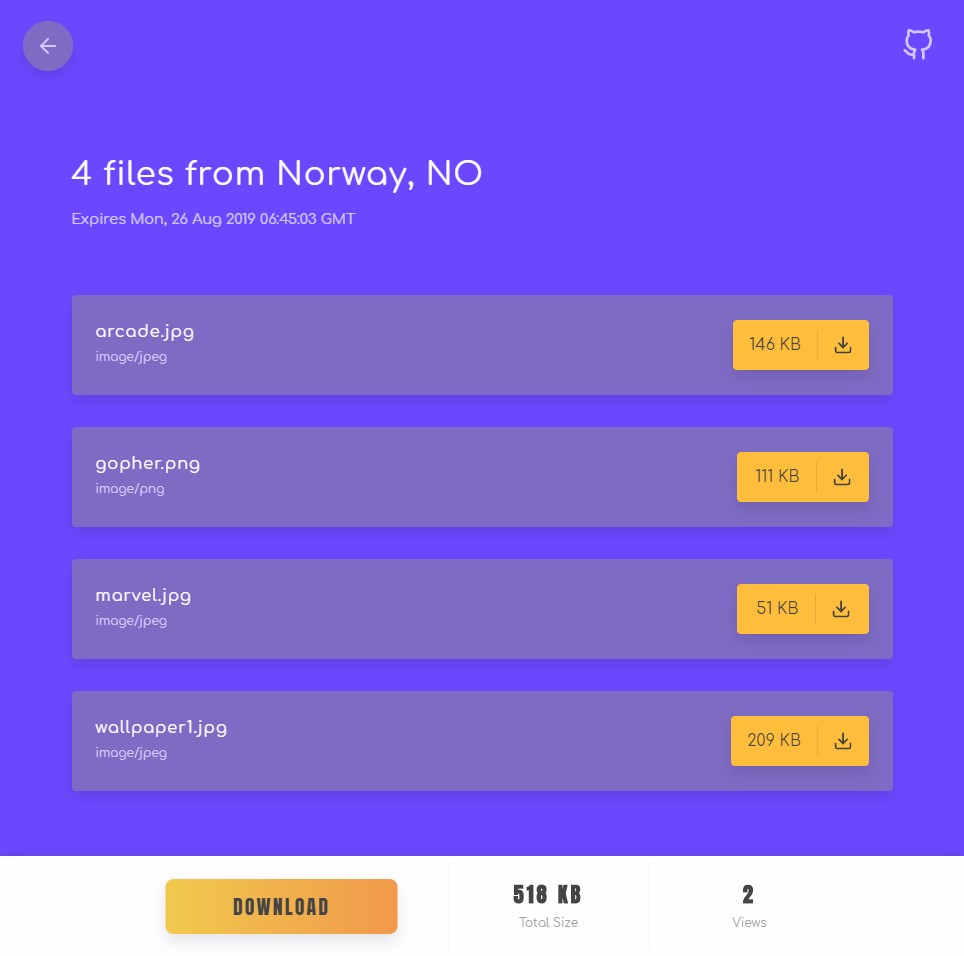 4 files from Norway, NO
Expires Mon, 26 Aug 2019 06:45:03 GMT
arcade.jpg
image/jpeg
146 KB
gopher.png
image/png
111 KB
marvel.jpg
image/jpeg
51 KB
wallpaper1.jpg
image/jpeg
209 KB
DOWNLOAD
518 KB
Total Size
2
Views